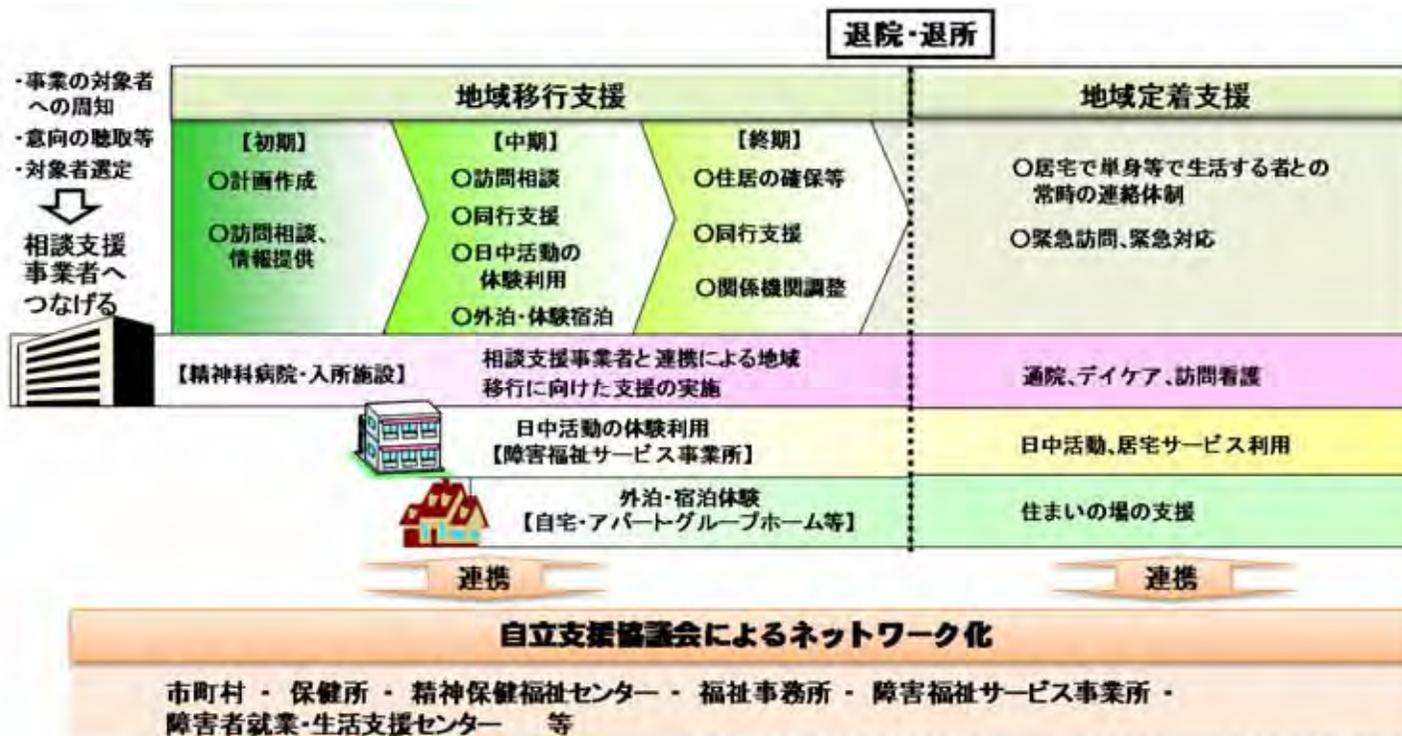 退院・退所
・事業の対象者
への周知
・意向の聴取等
・対象者選定
相談支援
事業者へ
つなげる
地域移行支援
【初期】
○計画作成
○訪問相談、
情報提供
【中期】
○訪問相談
○同行支援
○日中活動の
体験利用
○外泊・体験宿泊
【終期】
○住居の確保等
○同行支援
○関係機関調整
地域定着支援
○居宅で単身等で生活する者との
常時の連絡体制
○緊急訪問、緊急対応
【精神科病院・入所施設】
相談支援事業者と連携による地域
移行に向けた支援の実施
通院、デイケア、訪問看護
日中活動の体験利用
【障害福祉サービス事業所】
日中活動、居宅サービス利用
外泊・宿泊体験
【自宅・アパート・グループホーム等】
住まいの場の支援
連携
連携
自立支援協議会によるネットワーク化
市町村 ・ 保健所 ・ 精神保健福祉センター ・ 福祉事務所 ・ 障害福祉サービス事業所 ・
障害者就業・生活支援センター 等